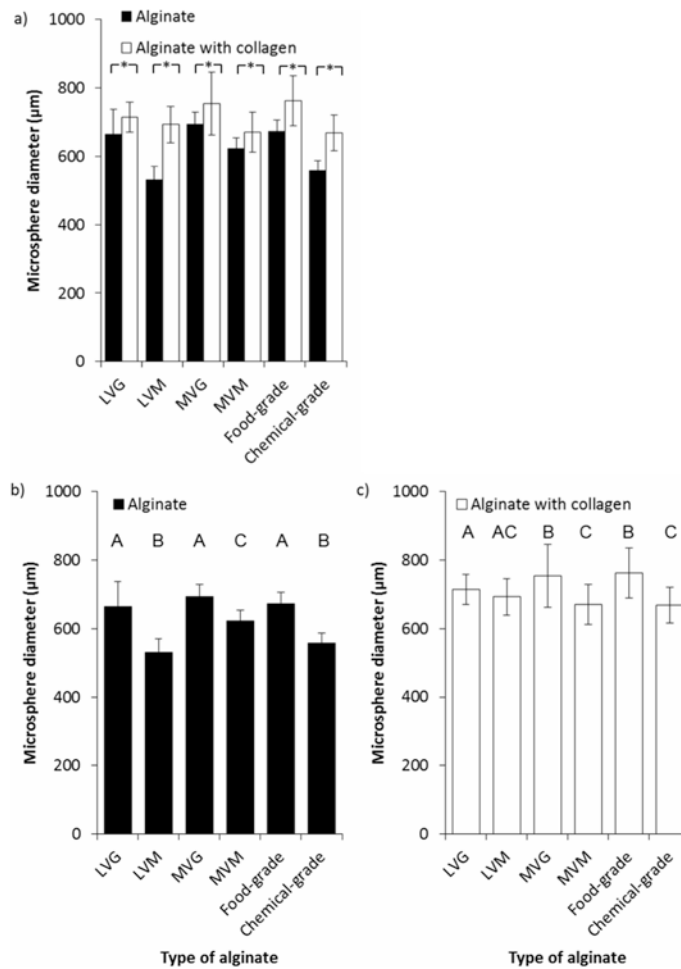 a)
Alginate
Alginate with collagen
Microsphere diameter (µm)
1000
800
600
400
200
0
* * * * * *
LVG
LVM
MVG
MVM
Food-grade
Chemical-grade
b)
Alginate
Microsphere diameter (µm)
1000
800
600
400
200
0
A B A C A B
LVG
LVM
MVG
MVM
Food-grade
Chemical-grade
Type of alginate
c)
Alginate with collagen
Microsphere diameter (µm)
1000
800
600
400
200
0
A AC B C B C
LVG
LVM
MVG
MVM
Food-grade
Chemical-grade
Type of alginate